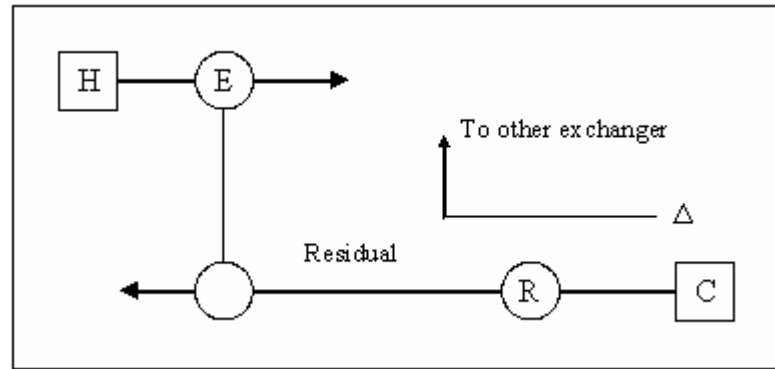 H
E
To other exchanger
Δ
Residual
R
C